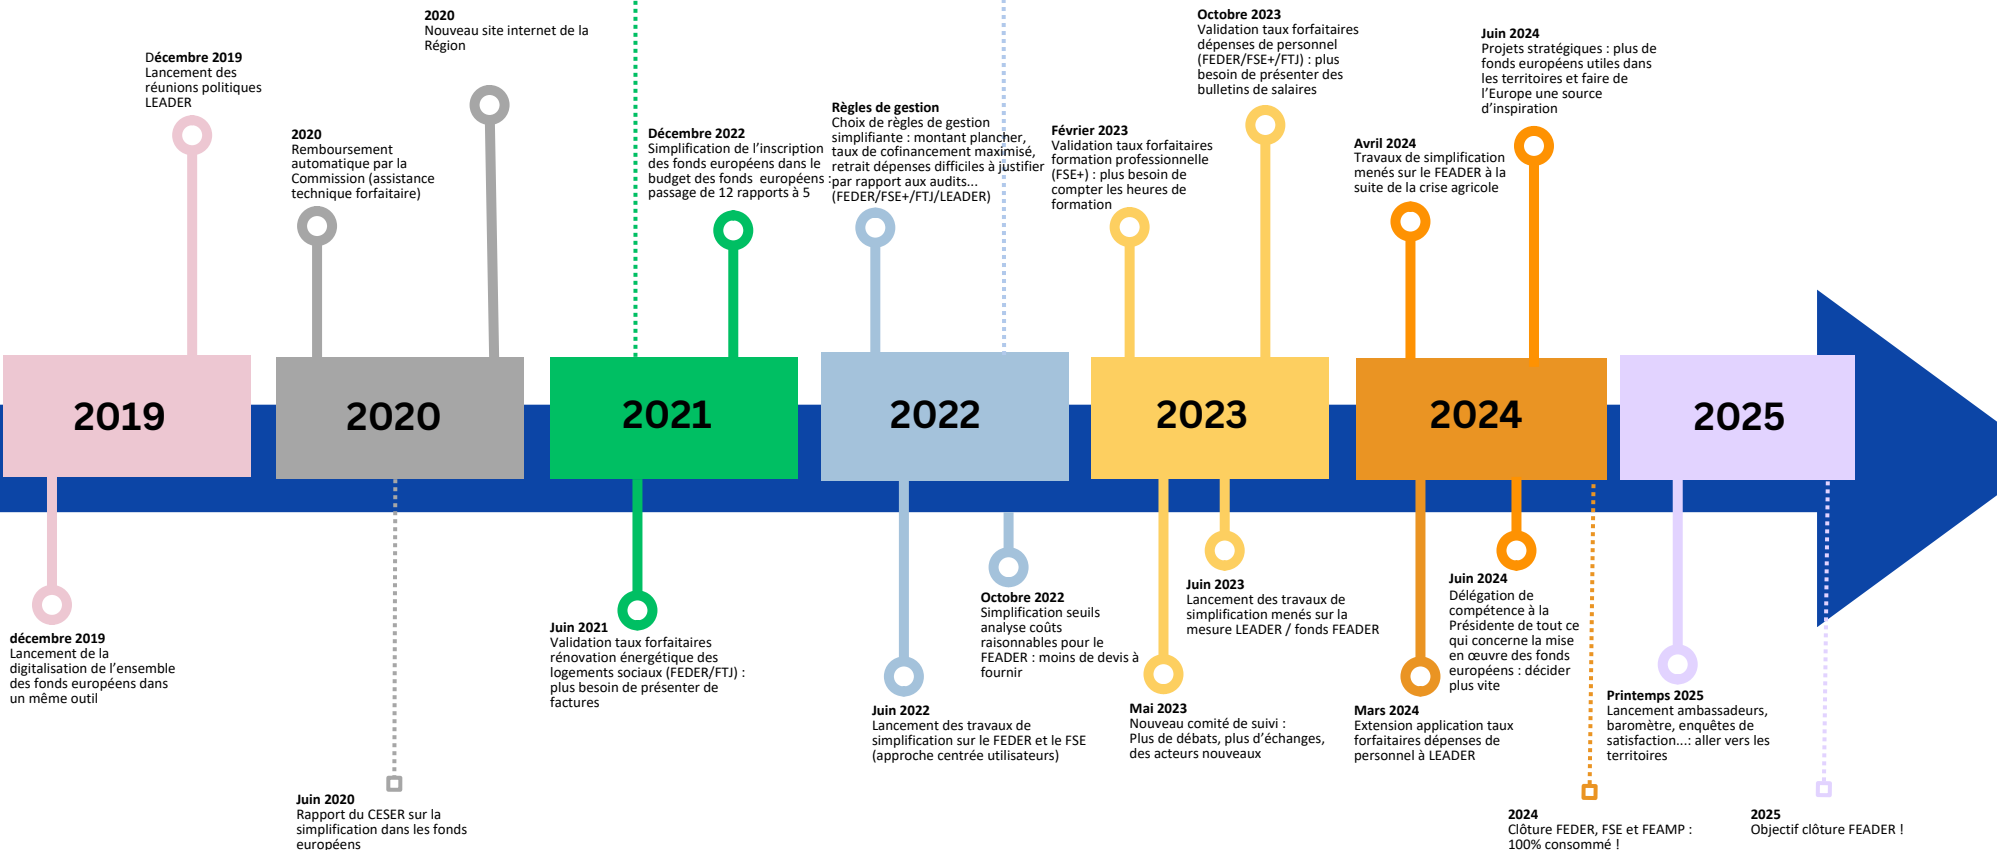 2020
Nouveau site internet de la
Région
Décembre 2019
Lancement des
réunions politiques
LEADER
2020
Remboursement
automatique par la
Commission (assistance
technique forfaitaire)
Décembre 2022
Simplification de l'inscription
des fonds européens dans le
budget des fonds  européens :
passage de 12 rapports à 5
Règles de gestion
Choix de règles de gestion
simplifiante : montant plancher,
taux de cofinancement maximisé,
retrait dépenses difficiles à justifier
par rapport aux audits...
(FEDER/FSE+/FTJ/LEADER)
Février 2023
Validation taux forfaitaires
formation professionnelle
(FSE+) : plus besoin de
compter les heures de
formation
Octobre 2023
Validation taux forfaitaires
dépenses de personnel
(FEDER/FSE+/FTJ) : plus
besoin de présenter des
bulletins de salaires
Avril 2024
Travaux de simplification
menés sur le FEADER à la
suite de la crise agricole
Juin 2024
Projets stratégiques : plus de
fonds européens utiles dans
les territoires et faire de
l'Europe une source
d'inspiration
2019
2020
2021
2022
2023
2024
2025
décembre 2019
Lancement de la
digitalisation de l'ensemble
des fonds européens dans
un même outil
Juin 2020
Rapport du CESER sur la
simplification dans les fonds
européens
Juin 2021
Validation taux forfaitaires
rénovation énergétique des
logements sociaux (FEDER/FTJ) :
plus besoin de présenter de
factures
Juin 2022
Lancement des travaux de
simplification sur le FEDER et le FSE
(approche centrée utilisateurs)
Octobre 2022
Simplification seuils
analyse coûts
raisonnables pour le
FEADER : moins de devis à
fournir
Mai 2023
Nouveau comité de suivi :
Plus de débats, plus d'échanges,
des acteurs nouveaux
Juin 2023
Lancement des travaux de
simplification menés sur la
mesure LEADER / fonds FEADER
Mars 2024
Extension application taux
forfaitaires dépenses de
personnel à LEADER
Juin 2024
Délégation de
compétence à la
Présidente de tout ce
qui concerne la mise
en œuvre des fonds
européens : décider
plus vite
2024
Clôture FEDER, FSE et FEAMP :
100% consommé !
Printemps 2025
Lancement ambassadeurs,
baromètre, enquêtes de
satisfaction...: aller vers les
territoires
2025
Objectif clôture FEADER !